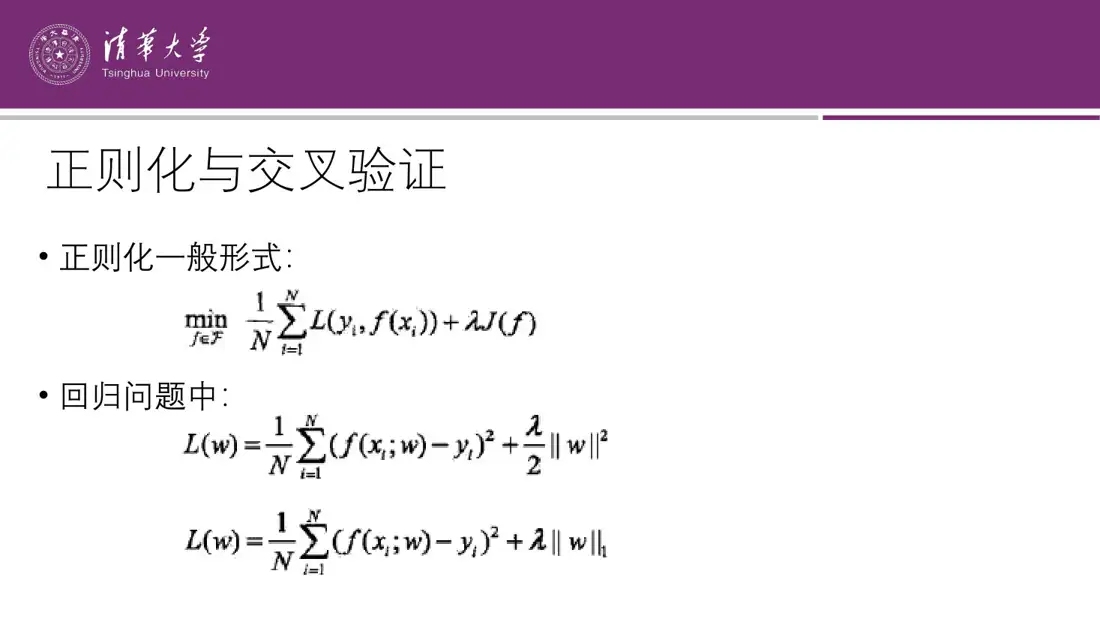 清华大学
Tsinghua University
正则化与交叉验证
• 正则化一般形式:
min_{f∈𝓕} 1/N ∑_{i=1}^{N} L(y_i, f(x_i)) + λJ(f)
• 回归问题中:
L(w) = 1/N ∑_{i=1}^{N} (f(x_i; w) − y_i)² + λ/2 ‖w‖²
L(w) = 1/N ∑_{i=1}^{N} (f(x_i; w) − y_i)² + λ‖w‖₁